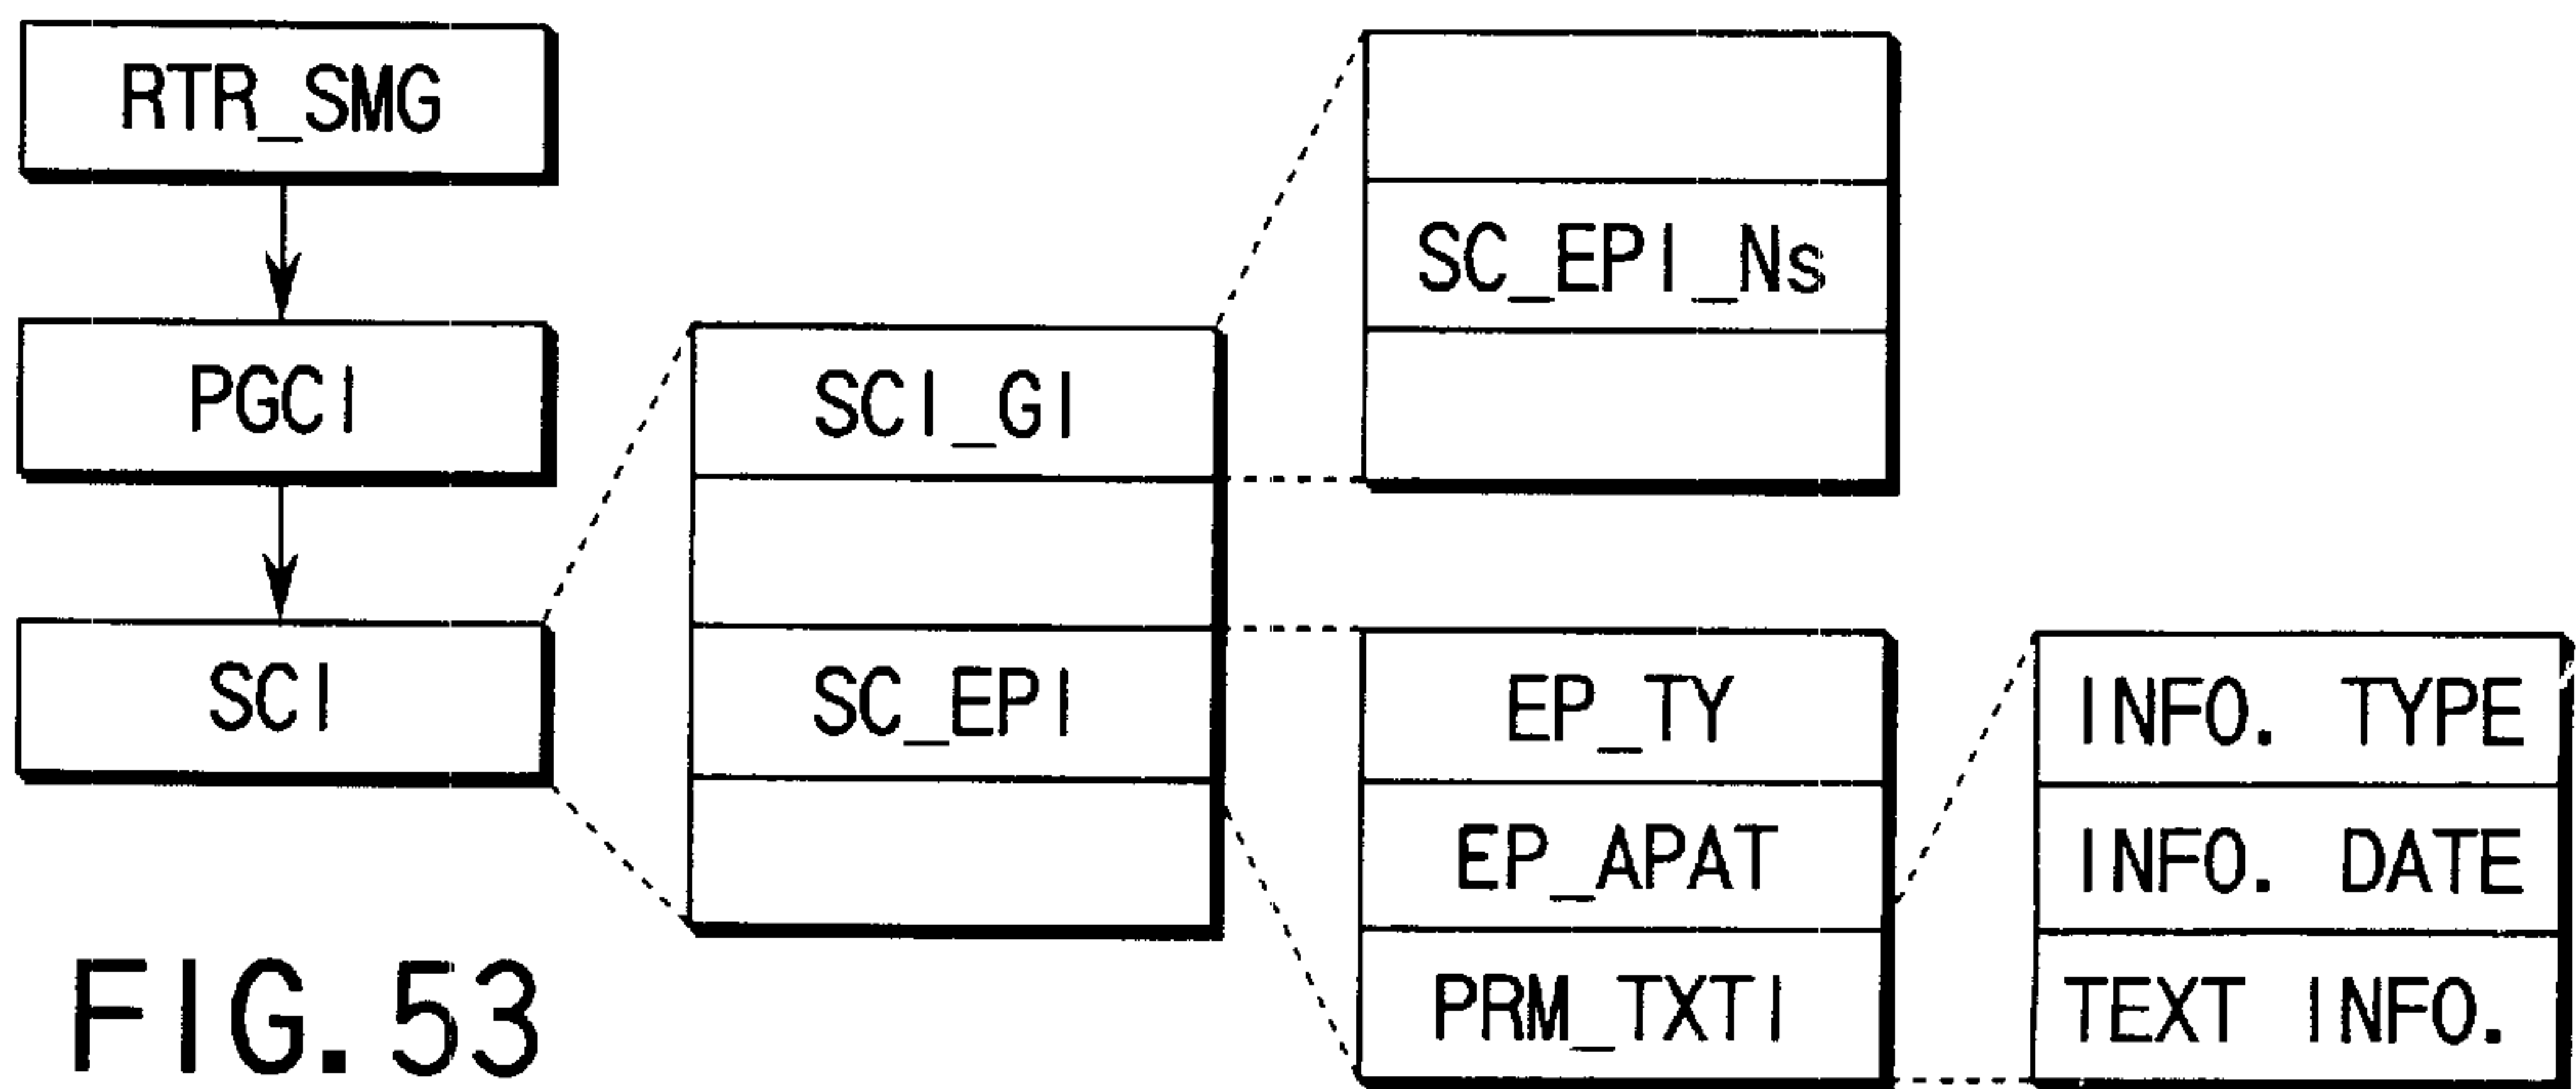 RTR_SMG
PGCI
SCI
SCI_GI
SC_EPI
SC_EPI_Ns
EP_TY
EP_APAT
PRM_TXTI
INFO. TYPE
INFO. DATE
TEXT INFO.
FIG. 53